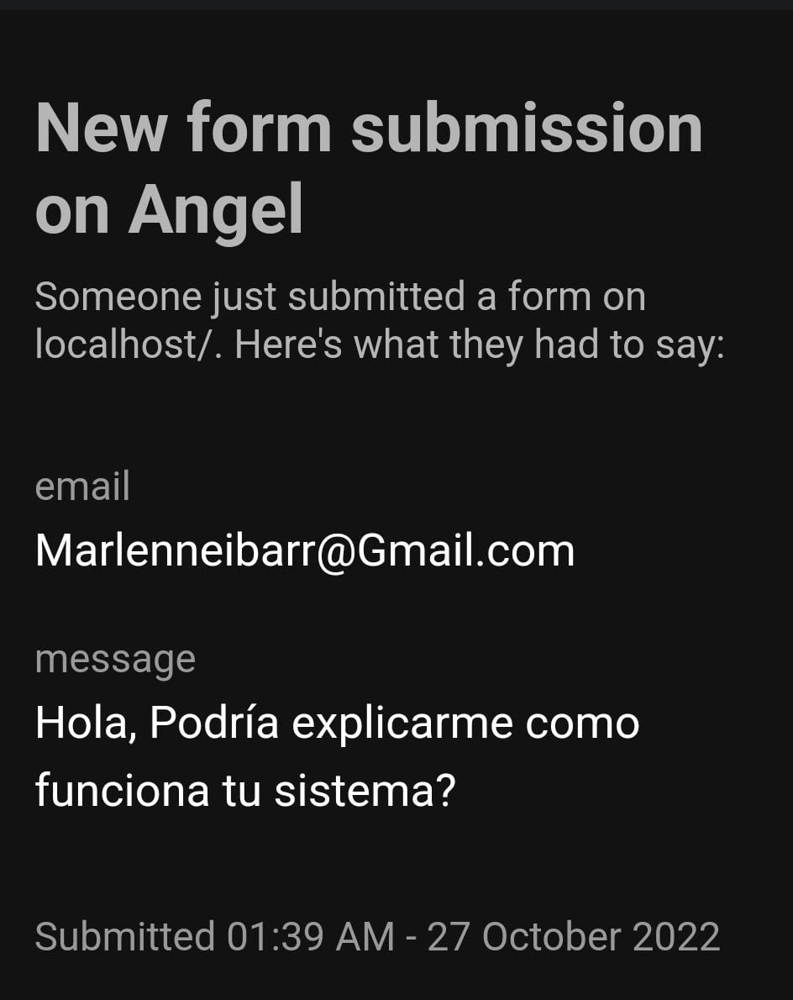 New form submission
on Angel
Someone just submitted a form on
localhost/. Here's what they had to say:
email
Marlenneibarr@Gmail.com
message
Hola, Podría explicarme como
funciona tu sistema?
Submitted 01:39 AM - 27 October 2022